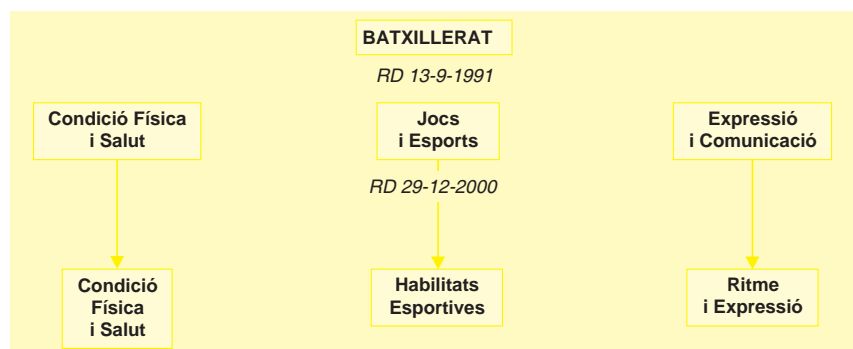 BATXILLERAT
RD 13-9-1991
Condició Física
i Salut
Jocs
i Esports
Expressió
i Comunicació
RD 29-12-2000
Condició
Física
i Salut
Habilitats
Esportives
Ritme
i Expressió